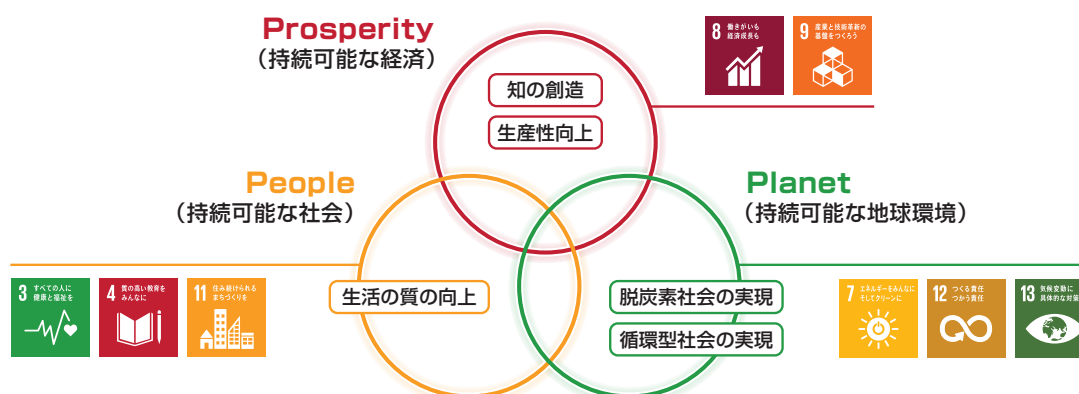 Prosperity
（持続可能な経済）
知の創造
生産性向上
8 働きがいも
経済成長も
9 産業と技術革新の
基盤をつくろう
People
（持続可能な社会）
生活の質の向上
3 すべての人に
健康と福祉を
4 質の高い教育を
みんなに
11 住み続けられる
まちづくりを
Planet
（持続可能な地球環境）
脱炭素社会の実現
循環型社会の実現
7 エネルギーをみんなに
そしてクリーンに
12 つくる責任
つかう責任
13 気候変動に
具体的な対策